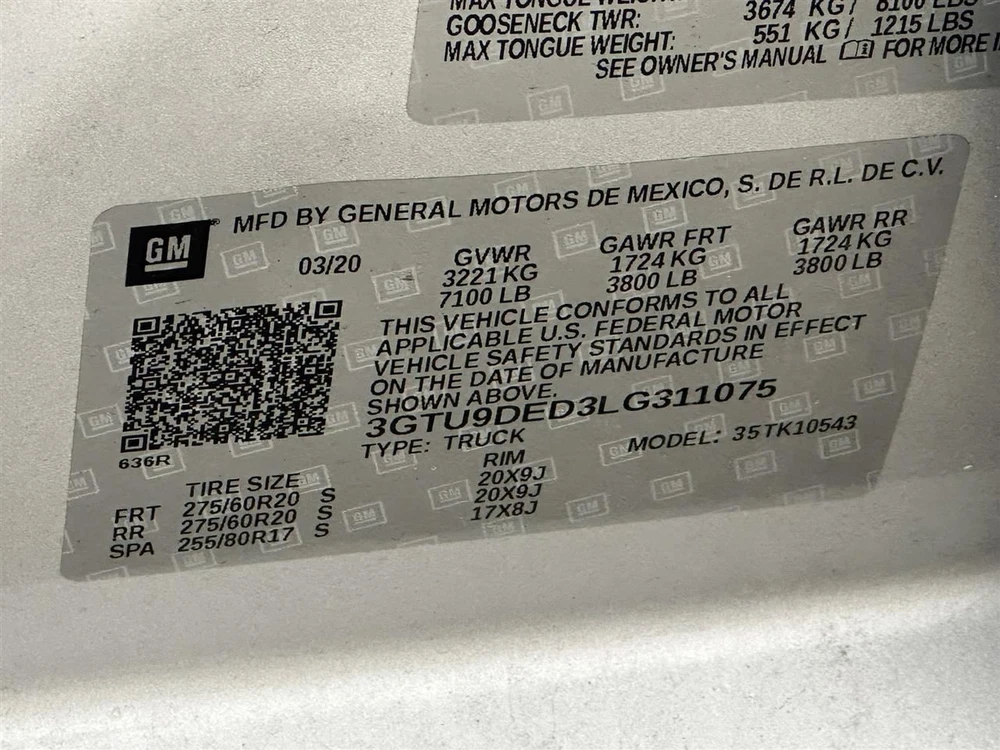 MAX TONGUE WEIGHT:
GOOSENECK TWR: 3674 KG/ 8100 LBS
MAX TONGUE WEIGHT: 551 KG/ 1215 LBS
SEE OWNER'S MANUAL FOR MORE
GM
MFD BY GENERAL MOTORS DE MEXICO, S. DE R.L. DE C.V.
03/20
GVWR GAWR FRT GAWR RR
3221 KG 1724 KG 1724 KG
7100 LB 3800 LB 3800 LB
THIS VEHICLE CONFORMS TO ALL
APPLICABLE U.S. FEDERAL MOTOR
VEHICLE SAFETY STANDARDS IN EFFECT
ON THE DATE OF MANUFACTURE
SHOWN ABOVE.
3GTU9DED3LG311075
TYPE: TRUCK MODEL: 35TK10543
636R
TIRE SIZE RIM
FRT 275/60R20 S 20X9J
RR 275/60R20 S 20X9J
SPA 255/80R17 S 17X8J